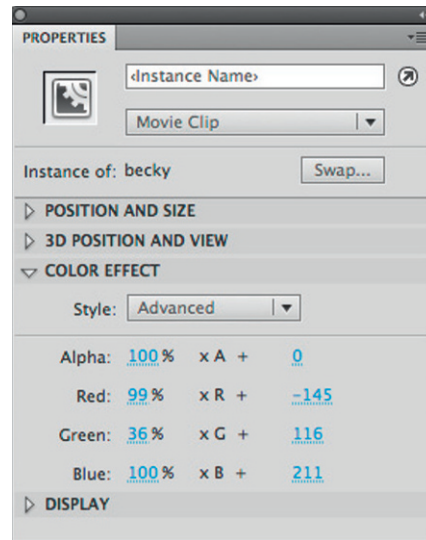 PROPERTIES
<Instance Name>
Movie Clip
Instance of: becky Swap...
POSITION AND SIZE
3D POSITION AND VIEW
COLOR EFFECT
Style: Advanced
Alpha: 100 % x A + 0
Red: 99 % x R + -145
Green: 36 % x G + 116
Blue: 100 % x B + 211
DISPLAY